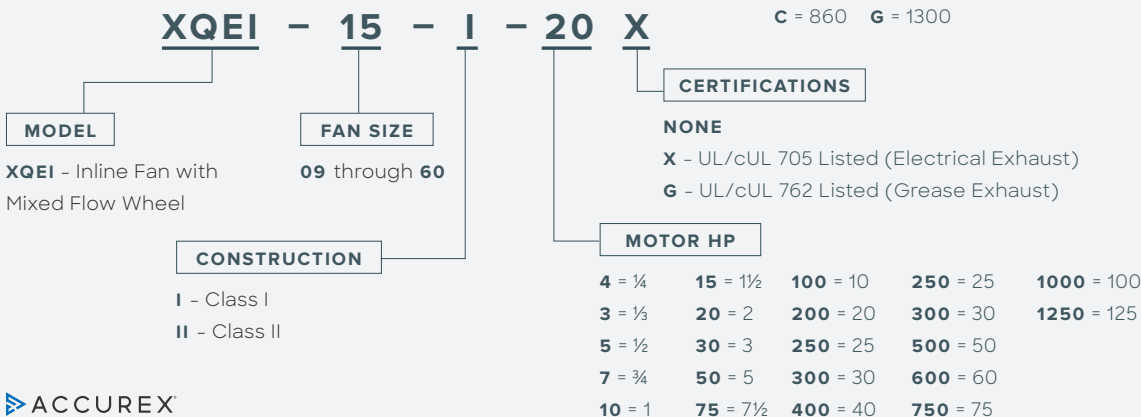 C = 860 G = 1300
XQEI – 15 – I – 20 X
CERTIFICATIONS
NONE
X – UL/cUL 705 Listed (Electrical Exhaust)
G – UL/cUL 762 Listed (Grease Exhaust)
MODEL
XQEI – Inline Fan with
Mixed Flow Wheel
FAN SIZE
09 through 60
CONSTRUCTION
I – Class I
II – Class II
MOTOR HP
4 = ¼ 15 = 1½ 100 = 10 250 = 25 1000 = 100
3 = ⅓ 20 = 2 200 = 20 300 = 30 1250 = 125
5 = ½ 30 = 3 250 = 25 500 = 50
7 = ¾ 50 = 5 300 = 30 600 = 60
10 = 1 75 = 7½ 400 = 40 750 = 75
ACCUREX